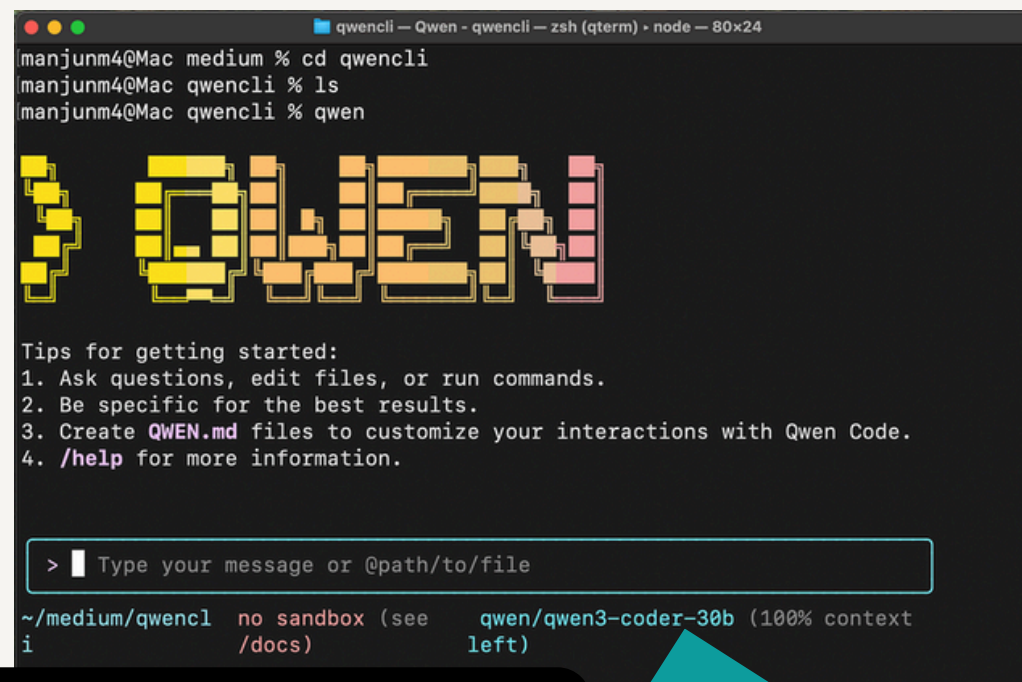 qwencli — Qwen - qwencli — zsh (qterm) ▸ node — 80×24
[manjunm4@Mac medium % cd qwencli
[manjunm4@Mac qwencli % ls
[manjunm4@Mac qwencli % qwen
> QWEN
Tips for getting started:
1. Ask questions, edit files, or run commands.
2. Be specific for the best results.
3. Create QWEN.md files to customize your interactions with Qwen Code.
4. /help for more information.
> Type your message or @path/to/file
~/medium/qwencl no sandbox (see qwen/qwen3-coder-30b (100% context
i /docs) left)